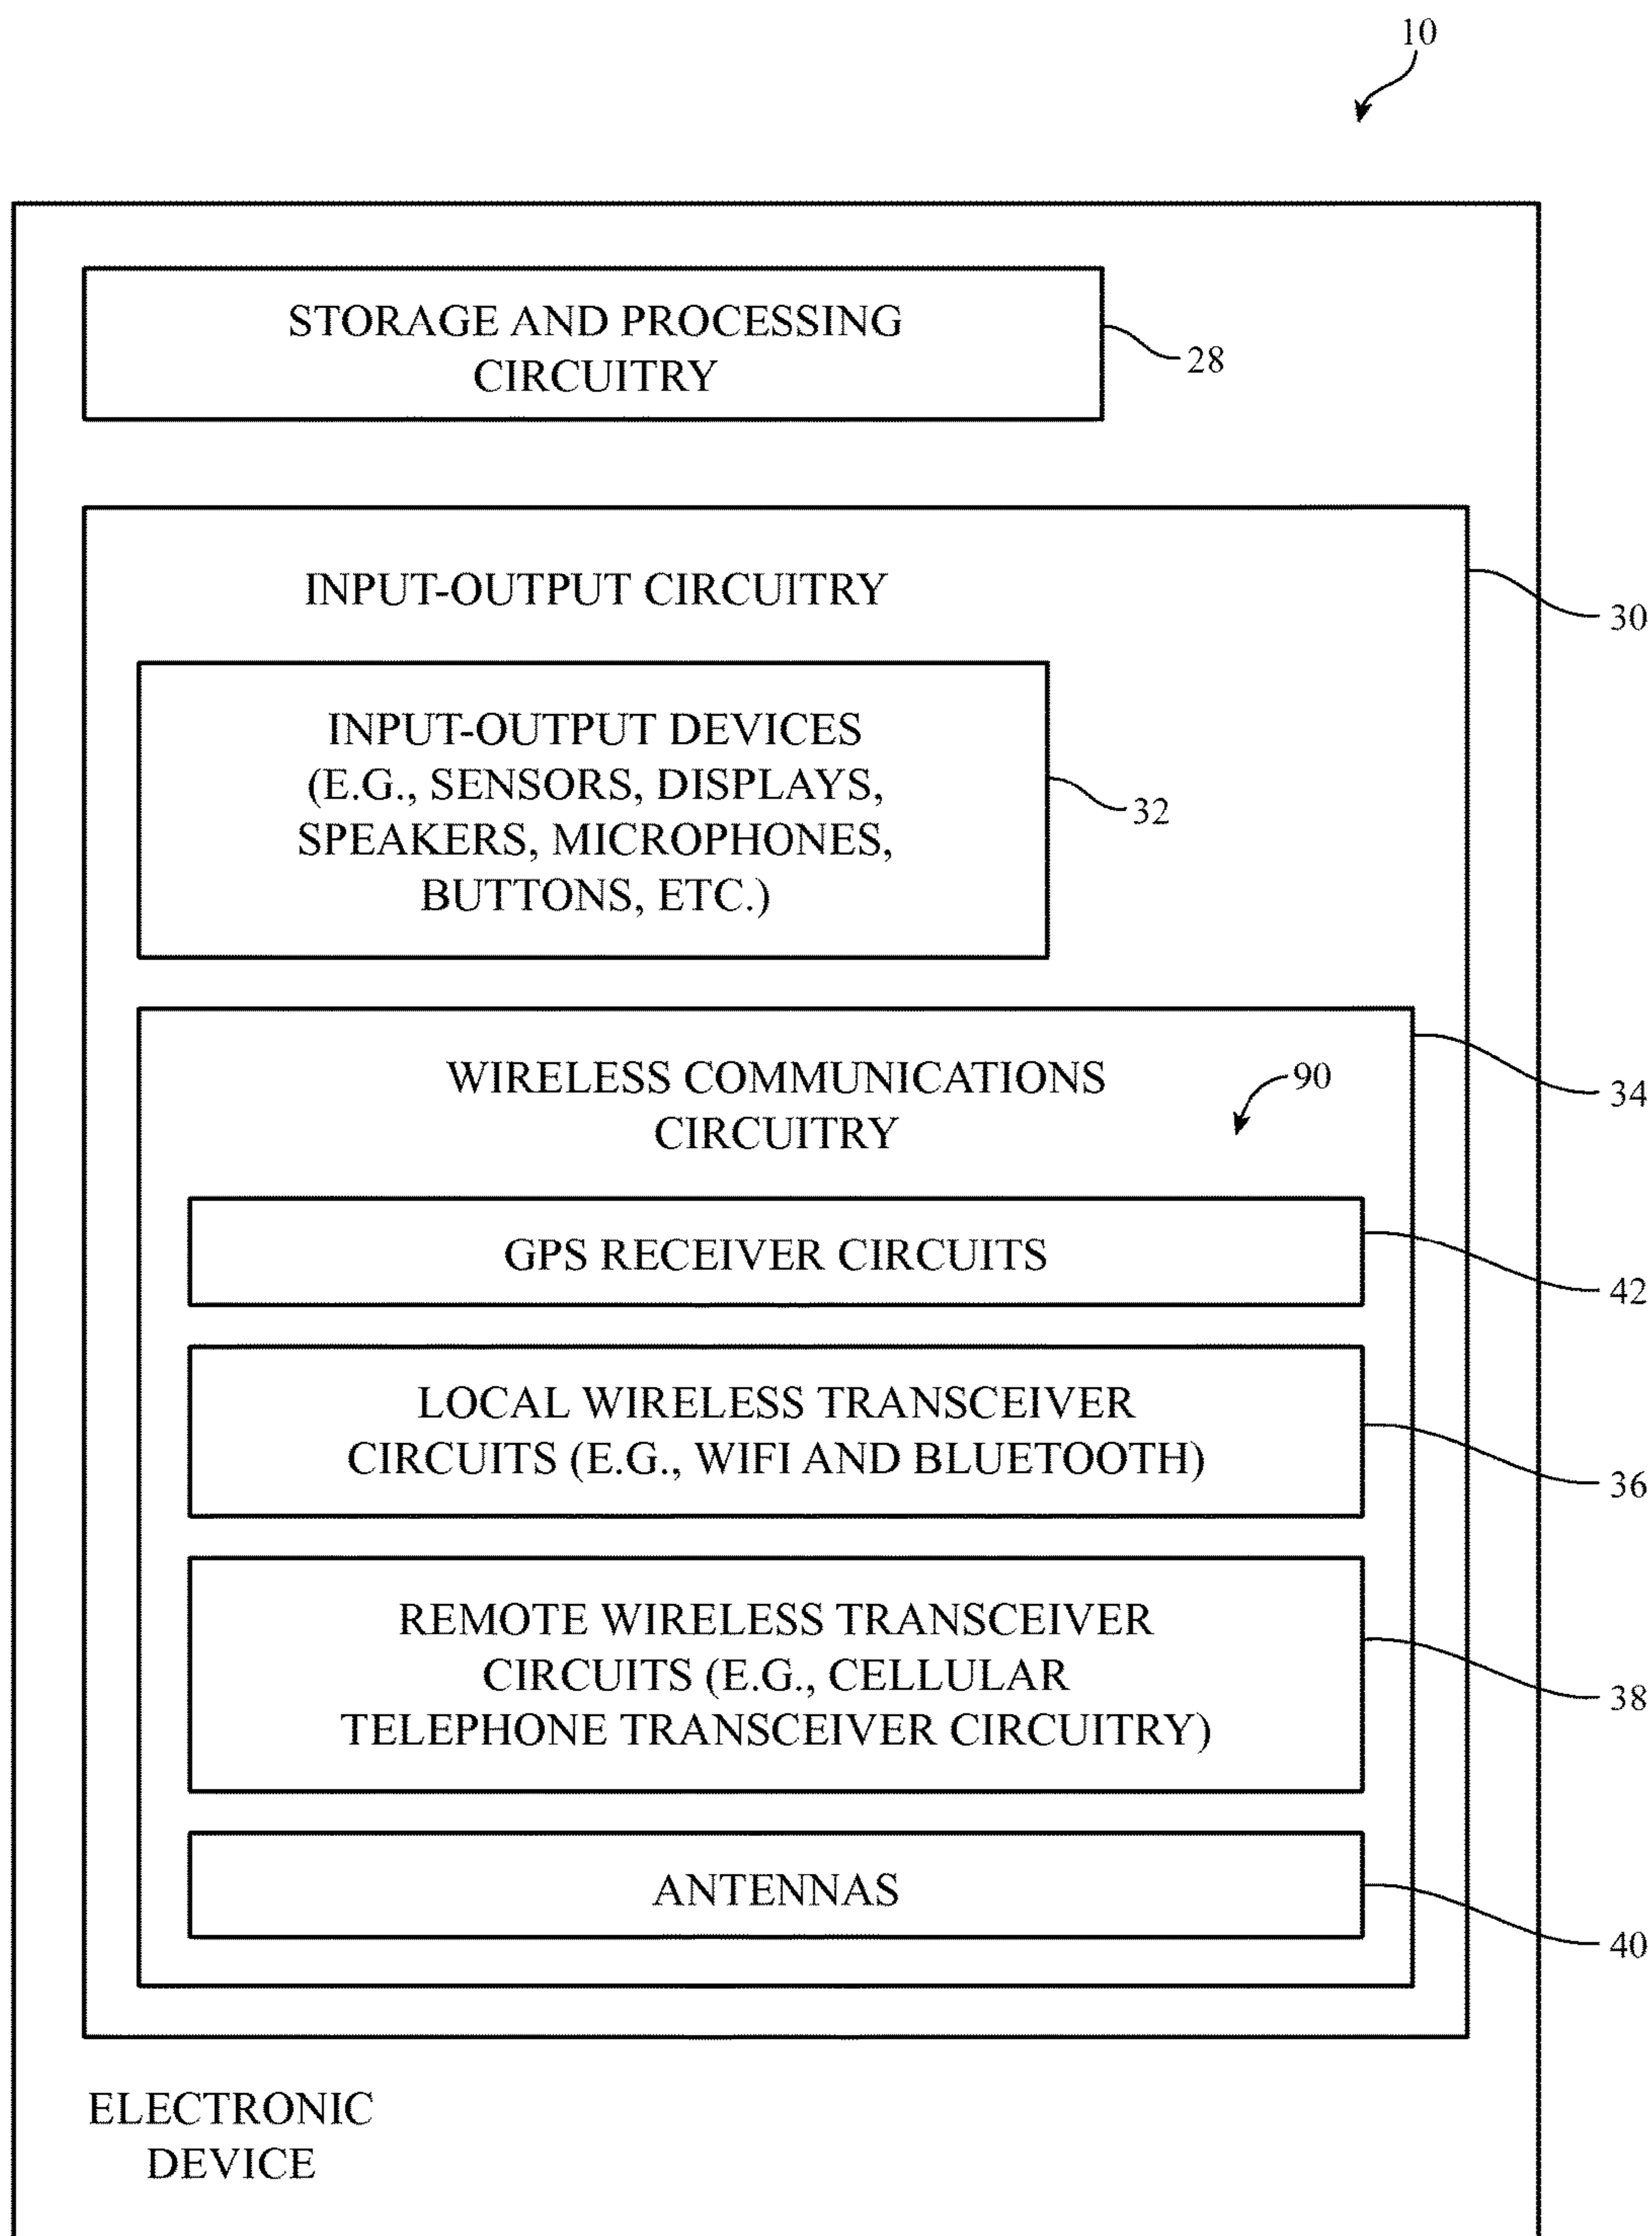 10
STORAGE AND PROCESSING
CIRCUITRY
28
INPUT-OUTPUT CIRCUITRY
30
INPUT-OUTPUT DEVICES
(E.G., SENSORS, DISPLAYS,
SPEAKERS, MICROPHONES,
BUTTONS, ETC.)
32
WIRELESS COMMUNICATIONS
CIRCUITRY
90
34
GPS RECEIVER CIRCUITS
42
LOCAL WIRELESS TRANSCEIVER
CIRCUITS (E.G., WIFI AND BLUETOOTH)
36
REMOTE WIRELESS TRANSCEIVER
CIRCUITS (E.G., CELLULAR
TELEPHONE TRANSCEIVER CIRCUITRY)
38
ANTENNAS
40
ELECTRONIC
DEVICE